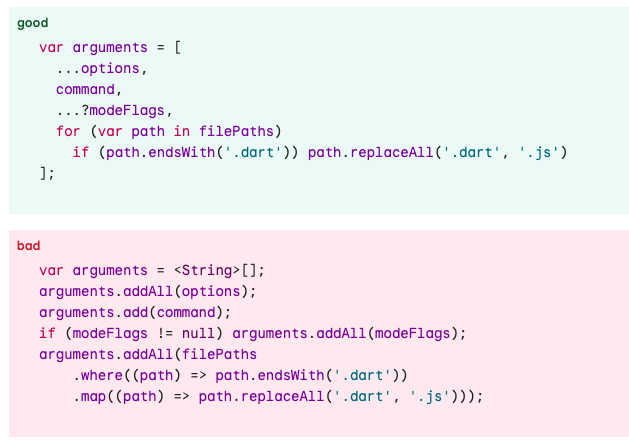 good
var arguments = [
  ...options,
  command,
  ...?modeFlags,
  for (var path in filePaths)
    if (path.endsWith('.dart')) path.replaceAll('.dart', '.js')
];
bad
var arguments = <String>[];
arguments.addAll(options);
arguments.add(command);
if (modeFlags != null) arguments.addAll(modeFlags);
arguments.addAll(filePaths
    .where((path) => path.endsWith('.dart'))
    .map((path) => path.replaceAll('.dart', '.js')));